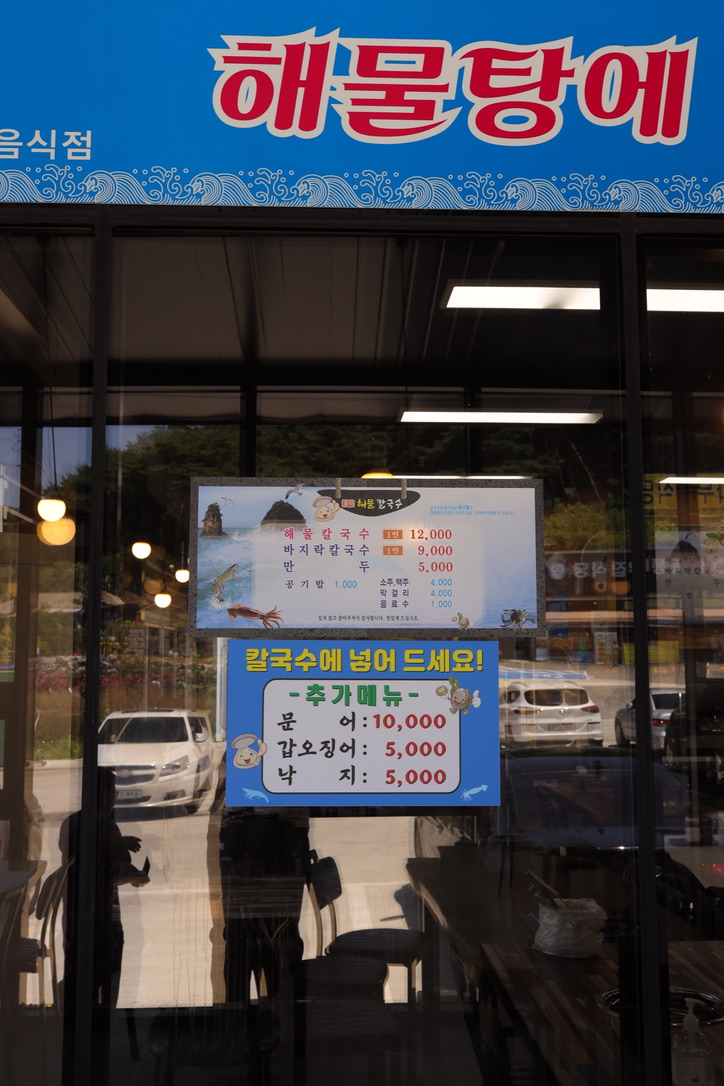 해물탕에
음식점
해물칼국수
해물칼국수 1인 12,000
바지락칼국수 1인 9,000
만두 5,000
공기밥 1,000 소주,맥주 4,000
막걸리 4,000
음료수 1,000
칼국수에 넣어 드세요!
-추가메뉴-
문어: 10,000
갑오징어: 5,000
낙지: 5,000